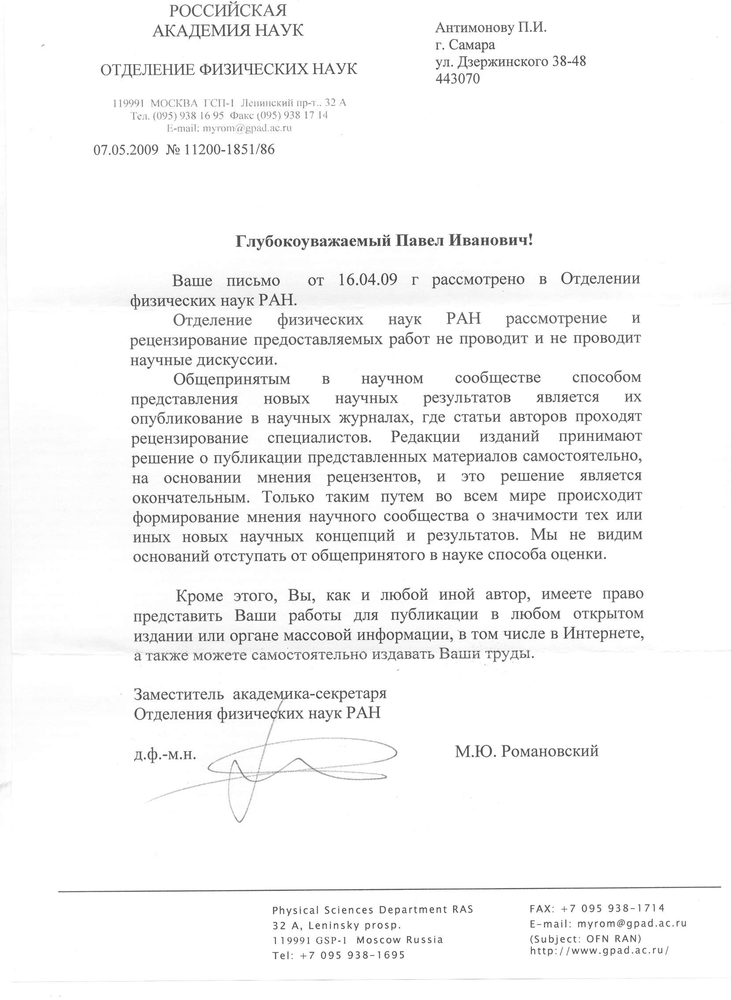 РОССИЙСКАЯ
АКАДЕМИЯ НАУК
ОТДЕЛЕНИЕ ФИЗИЧЕСКИХ НАУК
119991 МОСКВА ГСП-1 Ленинский пр-т., 32 А
Тел. (095) 938 16 95 Факс (095) 938 17 14
E-mail: myrom@gpad.ac.ru
07.05.2009 № 11200-1851/86
Антимонову П.И.
г. Самара
ул. Дзержинского 38-48
443070
Глубокоуважаемый Павел Иванович!
Ваше письмо от 16.04.09 г рассмотрено в Отделении
физических наук РАН.
Отделение физических наук РАН рассмотрение и
рецензирование предоставляемых работ не проводит и не проводит
научные дискуссии.
Общепринятым в научном сообществе способом
представления новых научных результатов является их
опубликование в научных журналах, где статьи авторов проходят
рецензирование специалистов. Редакции изданий принимают
решение о публикации представленных материалов самостоятельно,
на основании мнения рецензентов, и это решение является
окончательным. Только таким путем во всем мире происходит
формирование мнения научного сообщества о значимости тех или
иных новых научных концепций и результатов. Мы не видим
оснований отступать от общепринятого в науке способа оценки.
Кроме этого, Вы, как и любой иной автор, имеете право
представить Ваши работы для публикации в любом открытом
издании или органе массовой информации, в том числе в Интернете,
а также можете самостоятельно издавать Ваши труды.
Заместитель академика-секретаря
Отделения физических наук РАН
д.ф.-м.н. М.Ю. Романовский
Physical Sciences Department RAS
32 A, Leninsky prosp.
119991 GSP-1 Moscow Russia
Tel: +7 095 938-1695
FAX: +7 095 938-1714
E-mail: myrom@gpad.ac.ru
(Subject: OFN RAN)
http://www.gpad.ac.ru/